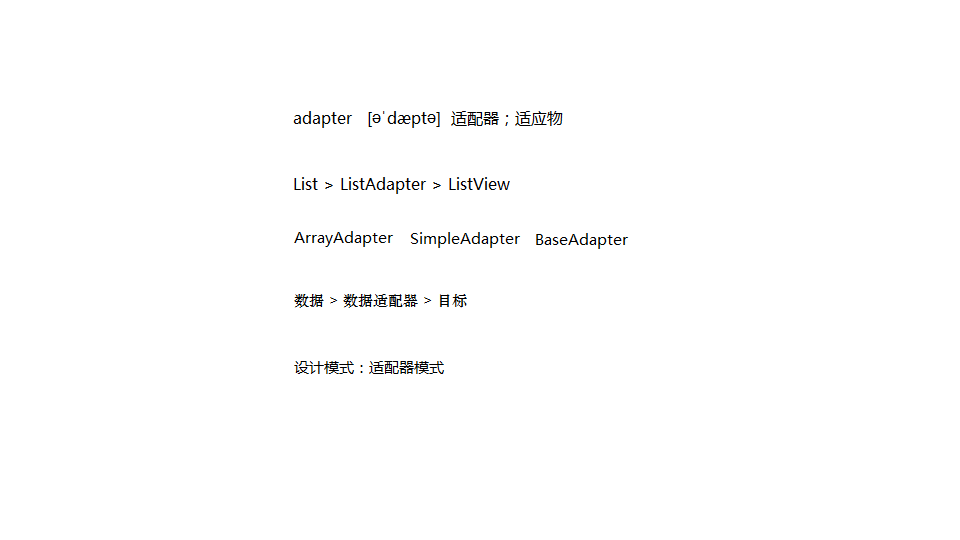 adapter [ə'dæptə] 适配器；适应物
List > ListAdapter > ListView
ArrayAdapter SimpleAdapter BaseAdapter
数据 > 数据适配器 > 目标
设计模式：适配器模式